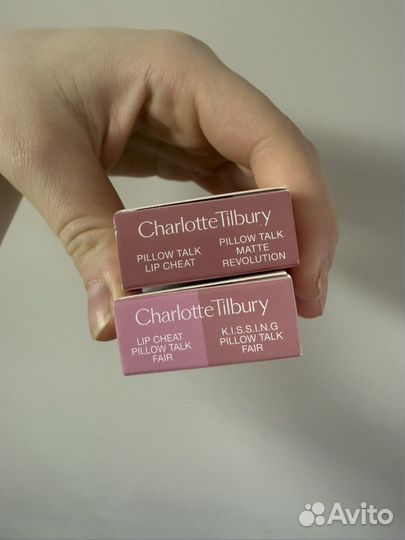 CharlotteTilbury
PILLOW TALK
LIP CHEAT
PILLOW TALK
MATTE
REVOLUTION
CharlotteTilbury
LIP CHEAT
PILLOW TALK
FAIR
K.I.S.S.I.N.G
PILLOW TALK
FAIR
Avito